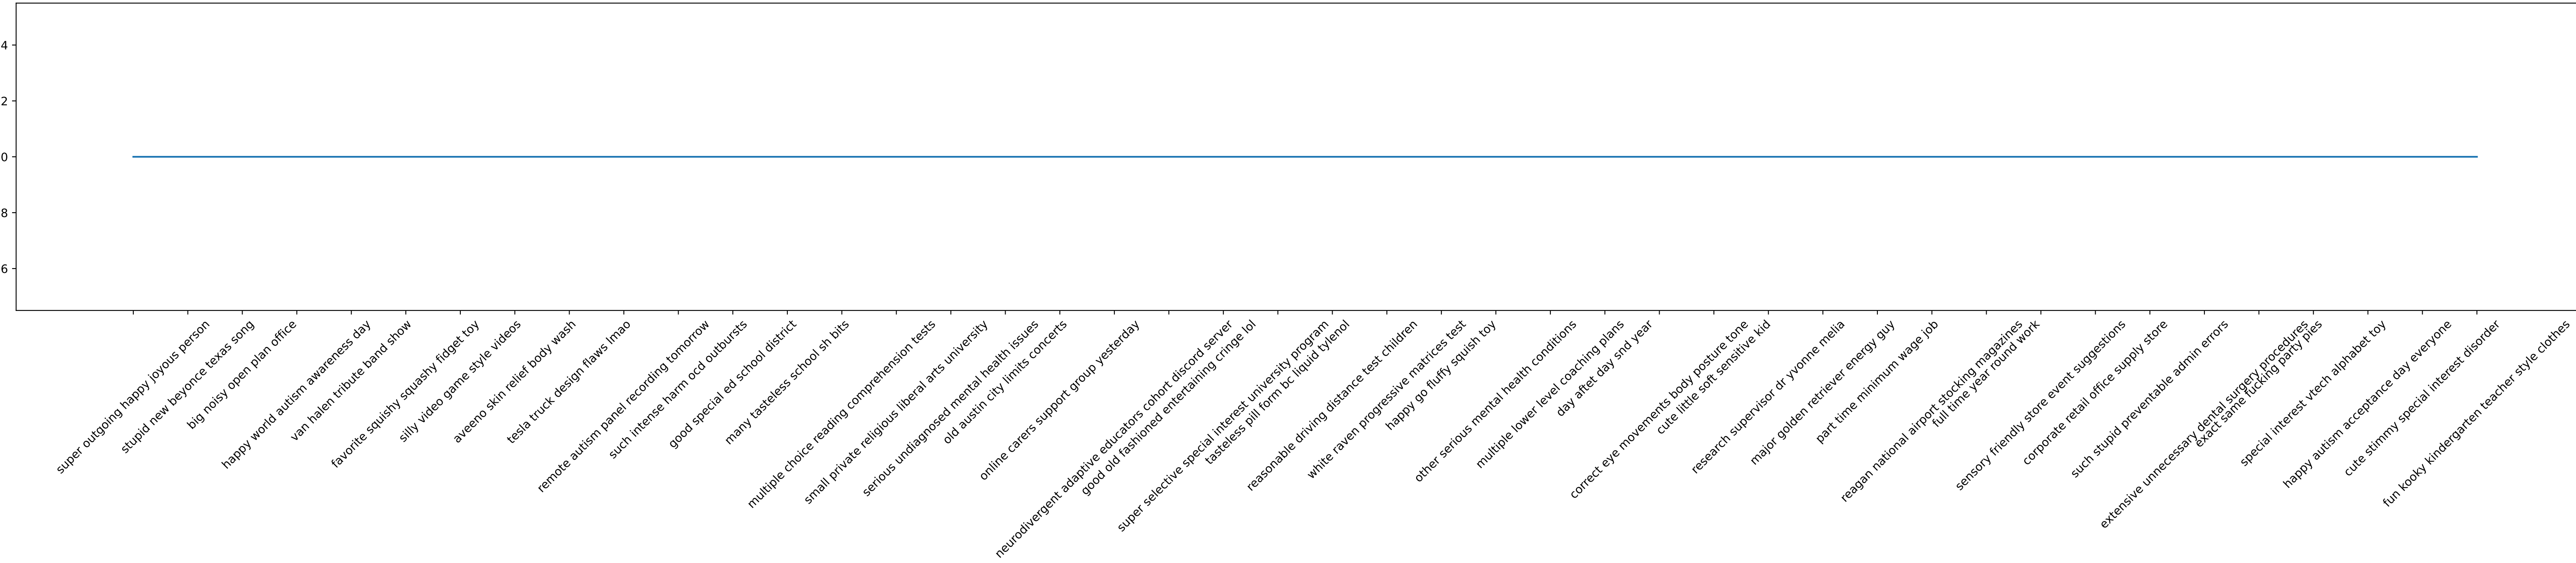 4
2
0
8
6
super outgoing happy joyous person
stupid new beyonce texas song
big noisy open plan office
happy world autism awareness day
van halen tribute band show
favorite squishy squashy fidget toy
silly video game style videos
aveeno skin relief body wash
tesla truck design flaws lmao
remote autism panel recording tomorrow
such intense harm ocd outbursts
good special ed school district
many tasteless school sh bits
multiple choice reading comprehension tests
small private religious liberal arts university
serious undiagnosed mental health issues
old austin city limits concerts
online carers support group yesterday
neurodivergent adaptive educators cohort discord server
good old fashioned entertaining cringe lol
super selective special interest university program
tasteless pill form bc liquid tylenol
reasonable driving distance test children
white raven progressive matrices test
happy go fluffy squish toy
other serious mental health conditions
multiple lower level coaching plans
day aftet day snd year
correct eye movements body posture tone
cute little soft sensitive kid
research supervisor dr yvonne melia
major golden retriever energy guy
part time minimum wage job
reagan national airport stocking magazines
full time year round work
sensory friendly store event suggestions
corporate retail office supply store
such stupid preventable admin errors
extensive unnecessary dental surgery procedures
exact same fucking party ples
special interest vtech alphabet toy
happy autism acceptance day everyone
cute stimmy special interest disorder
fun kooky kindergarten teacher style clothes